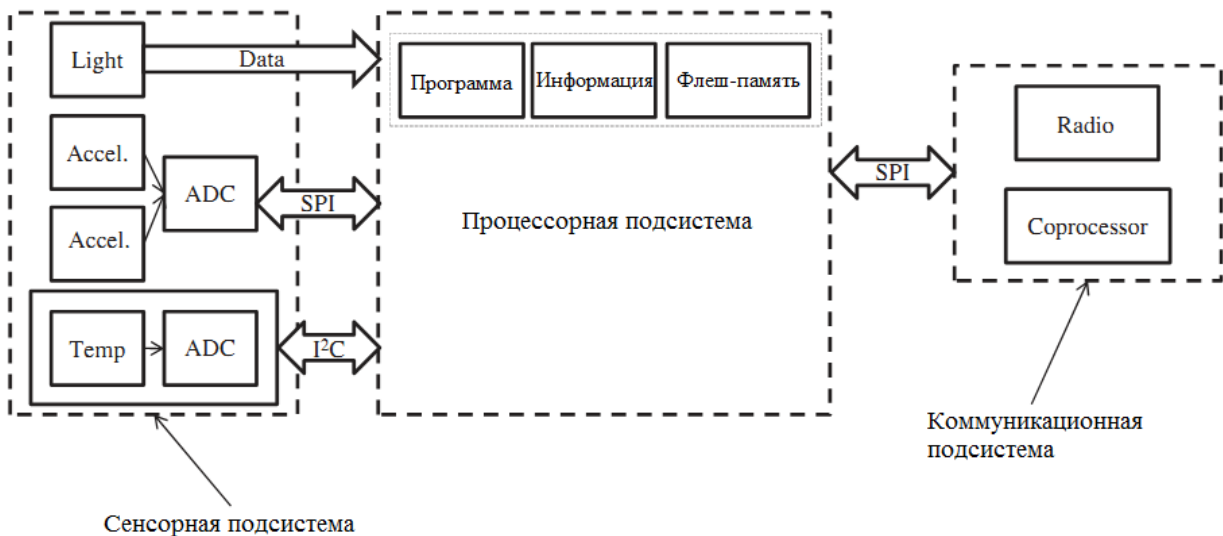 Light
Data
Программа
Информация
Флеш-память
Accel.
ADC
SPI
Accel.
Процессорная подсистема
SPI
Radio
Coprocessor
Temp
ADC
I²C
Коммуникационная
подсистема
Сенсорная подсистема